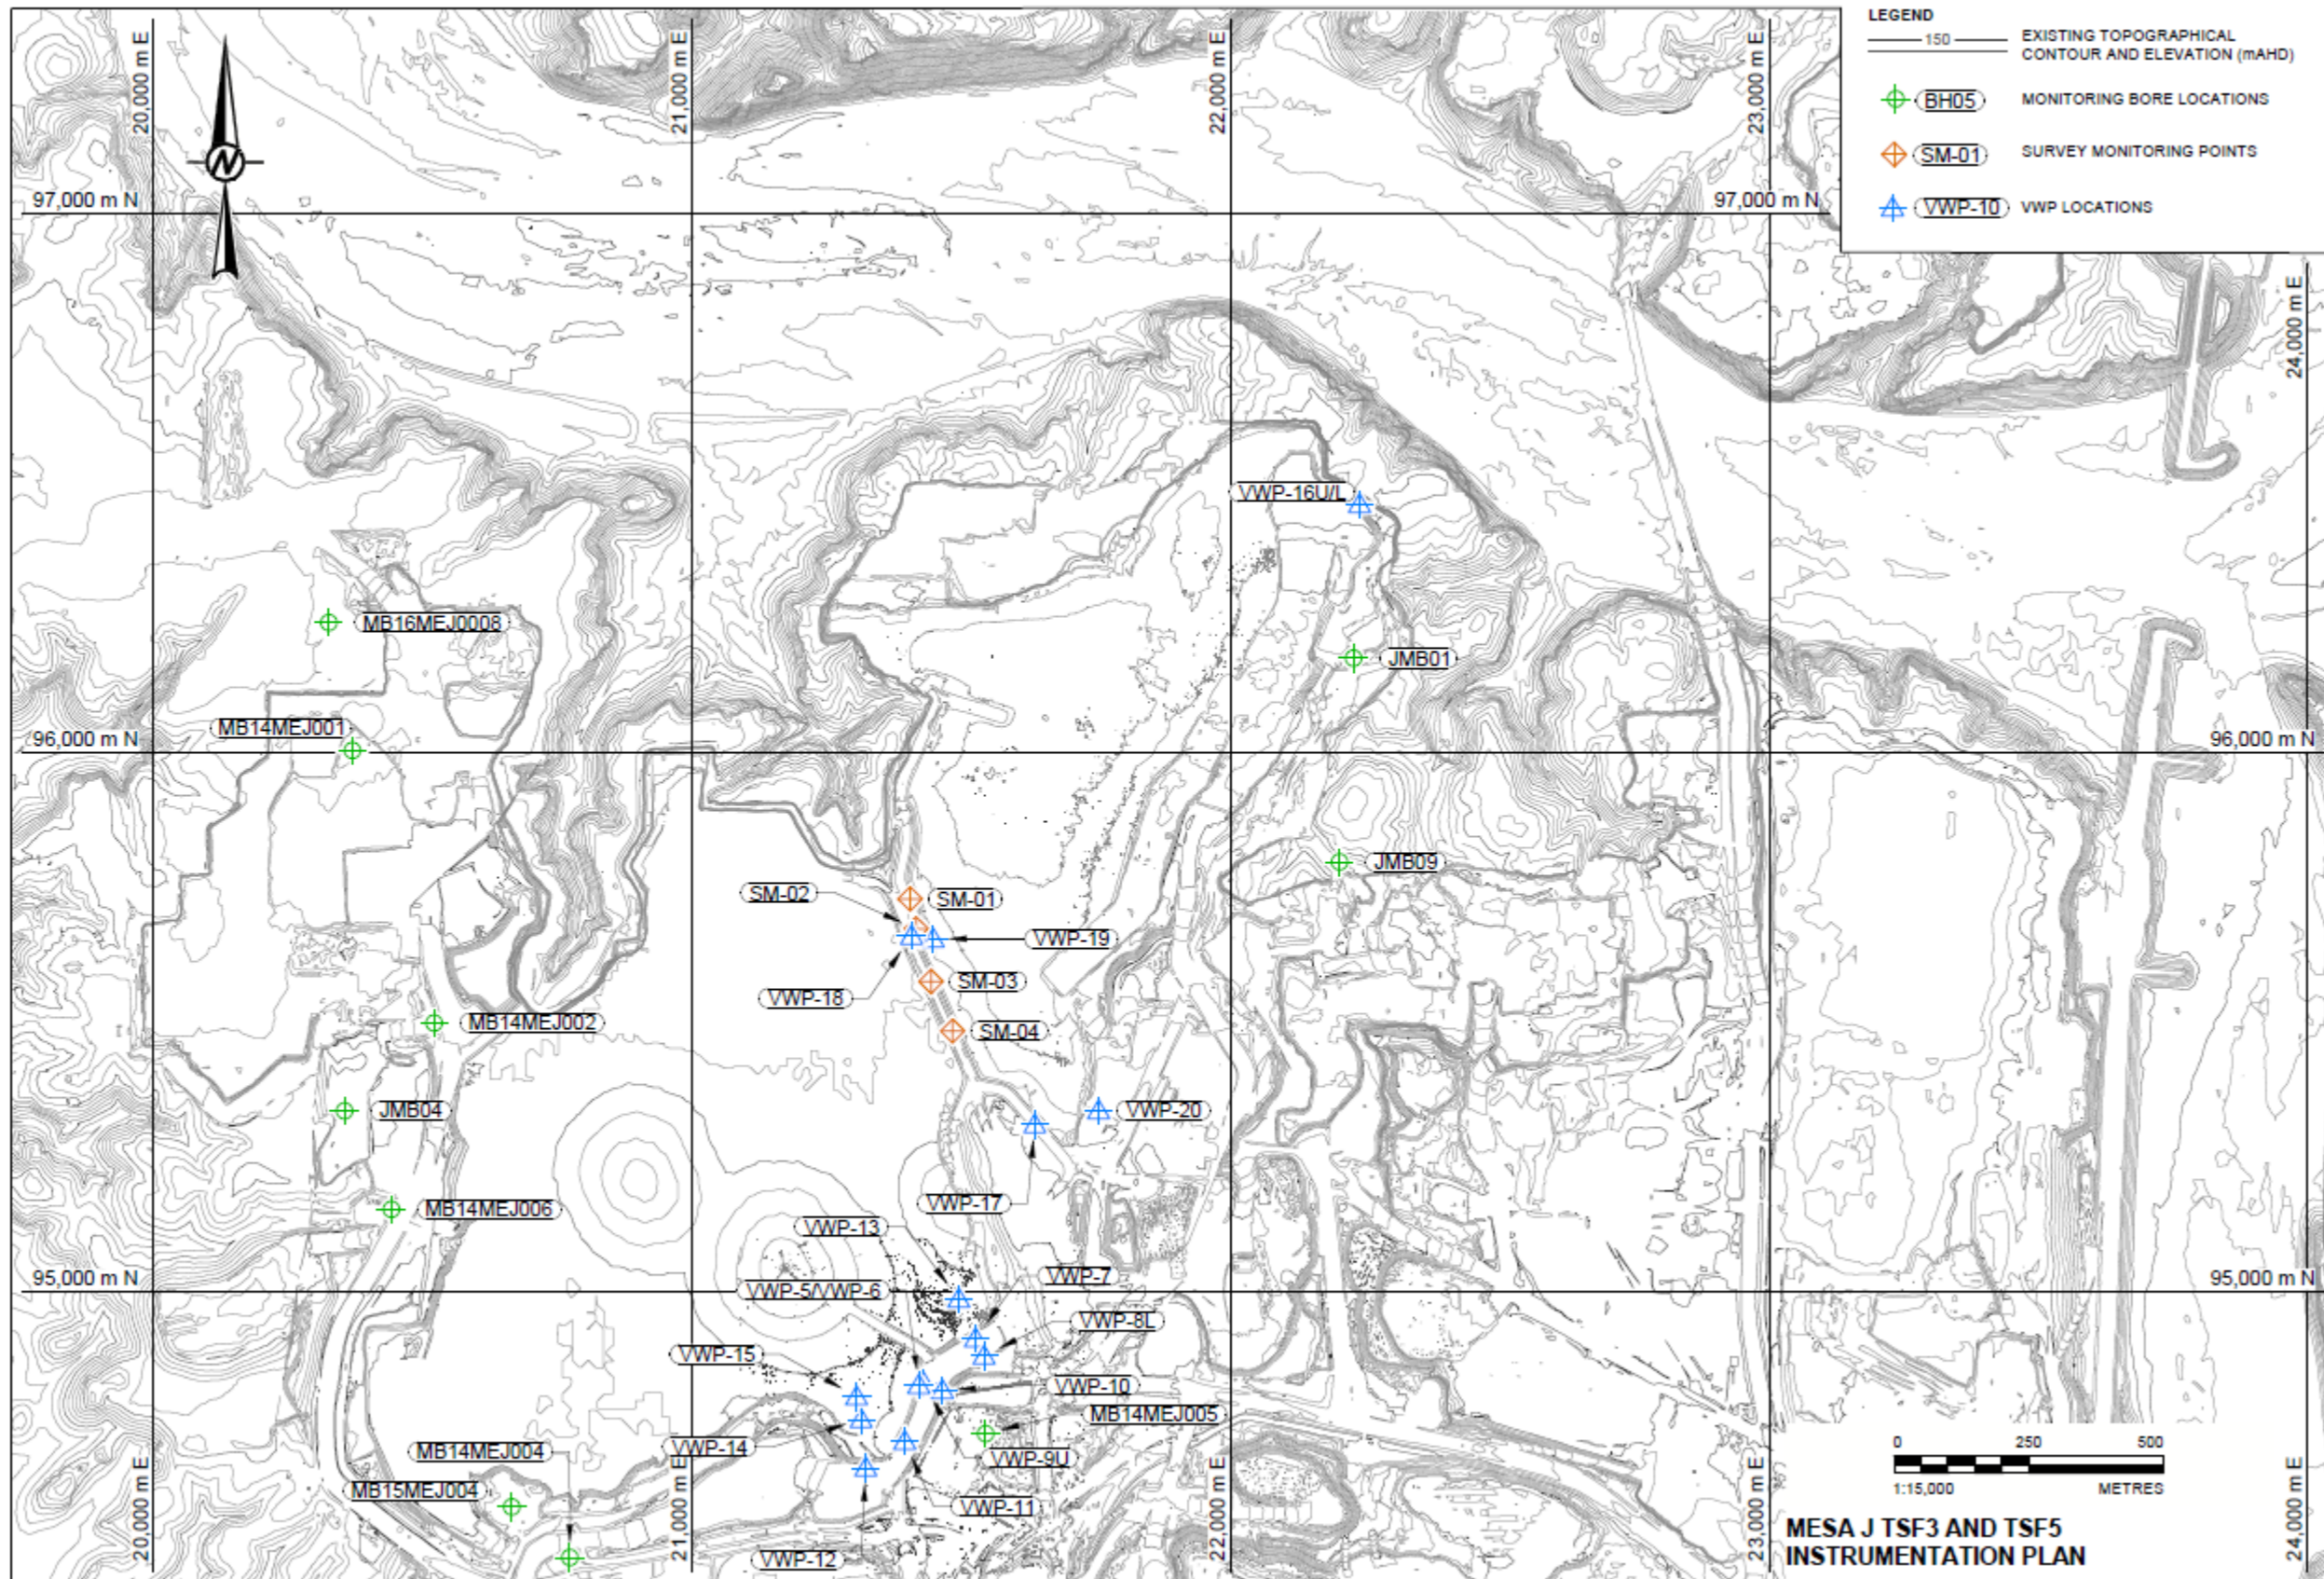 LEGEND
150
EXISTING TOPOGRAPHICAL
CONTOUR AND ELEVATION (mAHD)
BH05
MONITORING BORE LOCATIONS
SM-01
SURVEY MONITORING POINTS
VWP-10
VWP LOCATIONS
20,000 m E
21,000 m E
22,000 m E
23,000 m E
24,000 m E
N
97,000 m N
97,000 m N
VWP-16U/L
MB16MEJ0008
JMB01
MB14MEJ001
96,000 m N
96,000 m N
JMB09
SM-02
SM-01
VWP-19
VWP-18
SM-03
MB14MEJ002
SM-04
JMB04
VWP-20
MB14MEJ006
VWP-17
VWP-13
95,000 m N
95,000 m N
VWP-5/VWP-6
VWP-7
VWP-8L
VWP-15
VWP-10
MB14MEJ005
VWP-14
MB14MEJ004
VWP-9U
MB15MEJ004
VWP-11
VWP-12
20,000 m E
21,000 m E
22,000 m E
23,000 m E
24,000 m E
0 250 500
1:15,000 METRES
MESA J TSF3 AND TSF5
INSTRUMENTATION PLAN